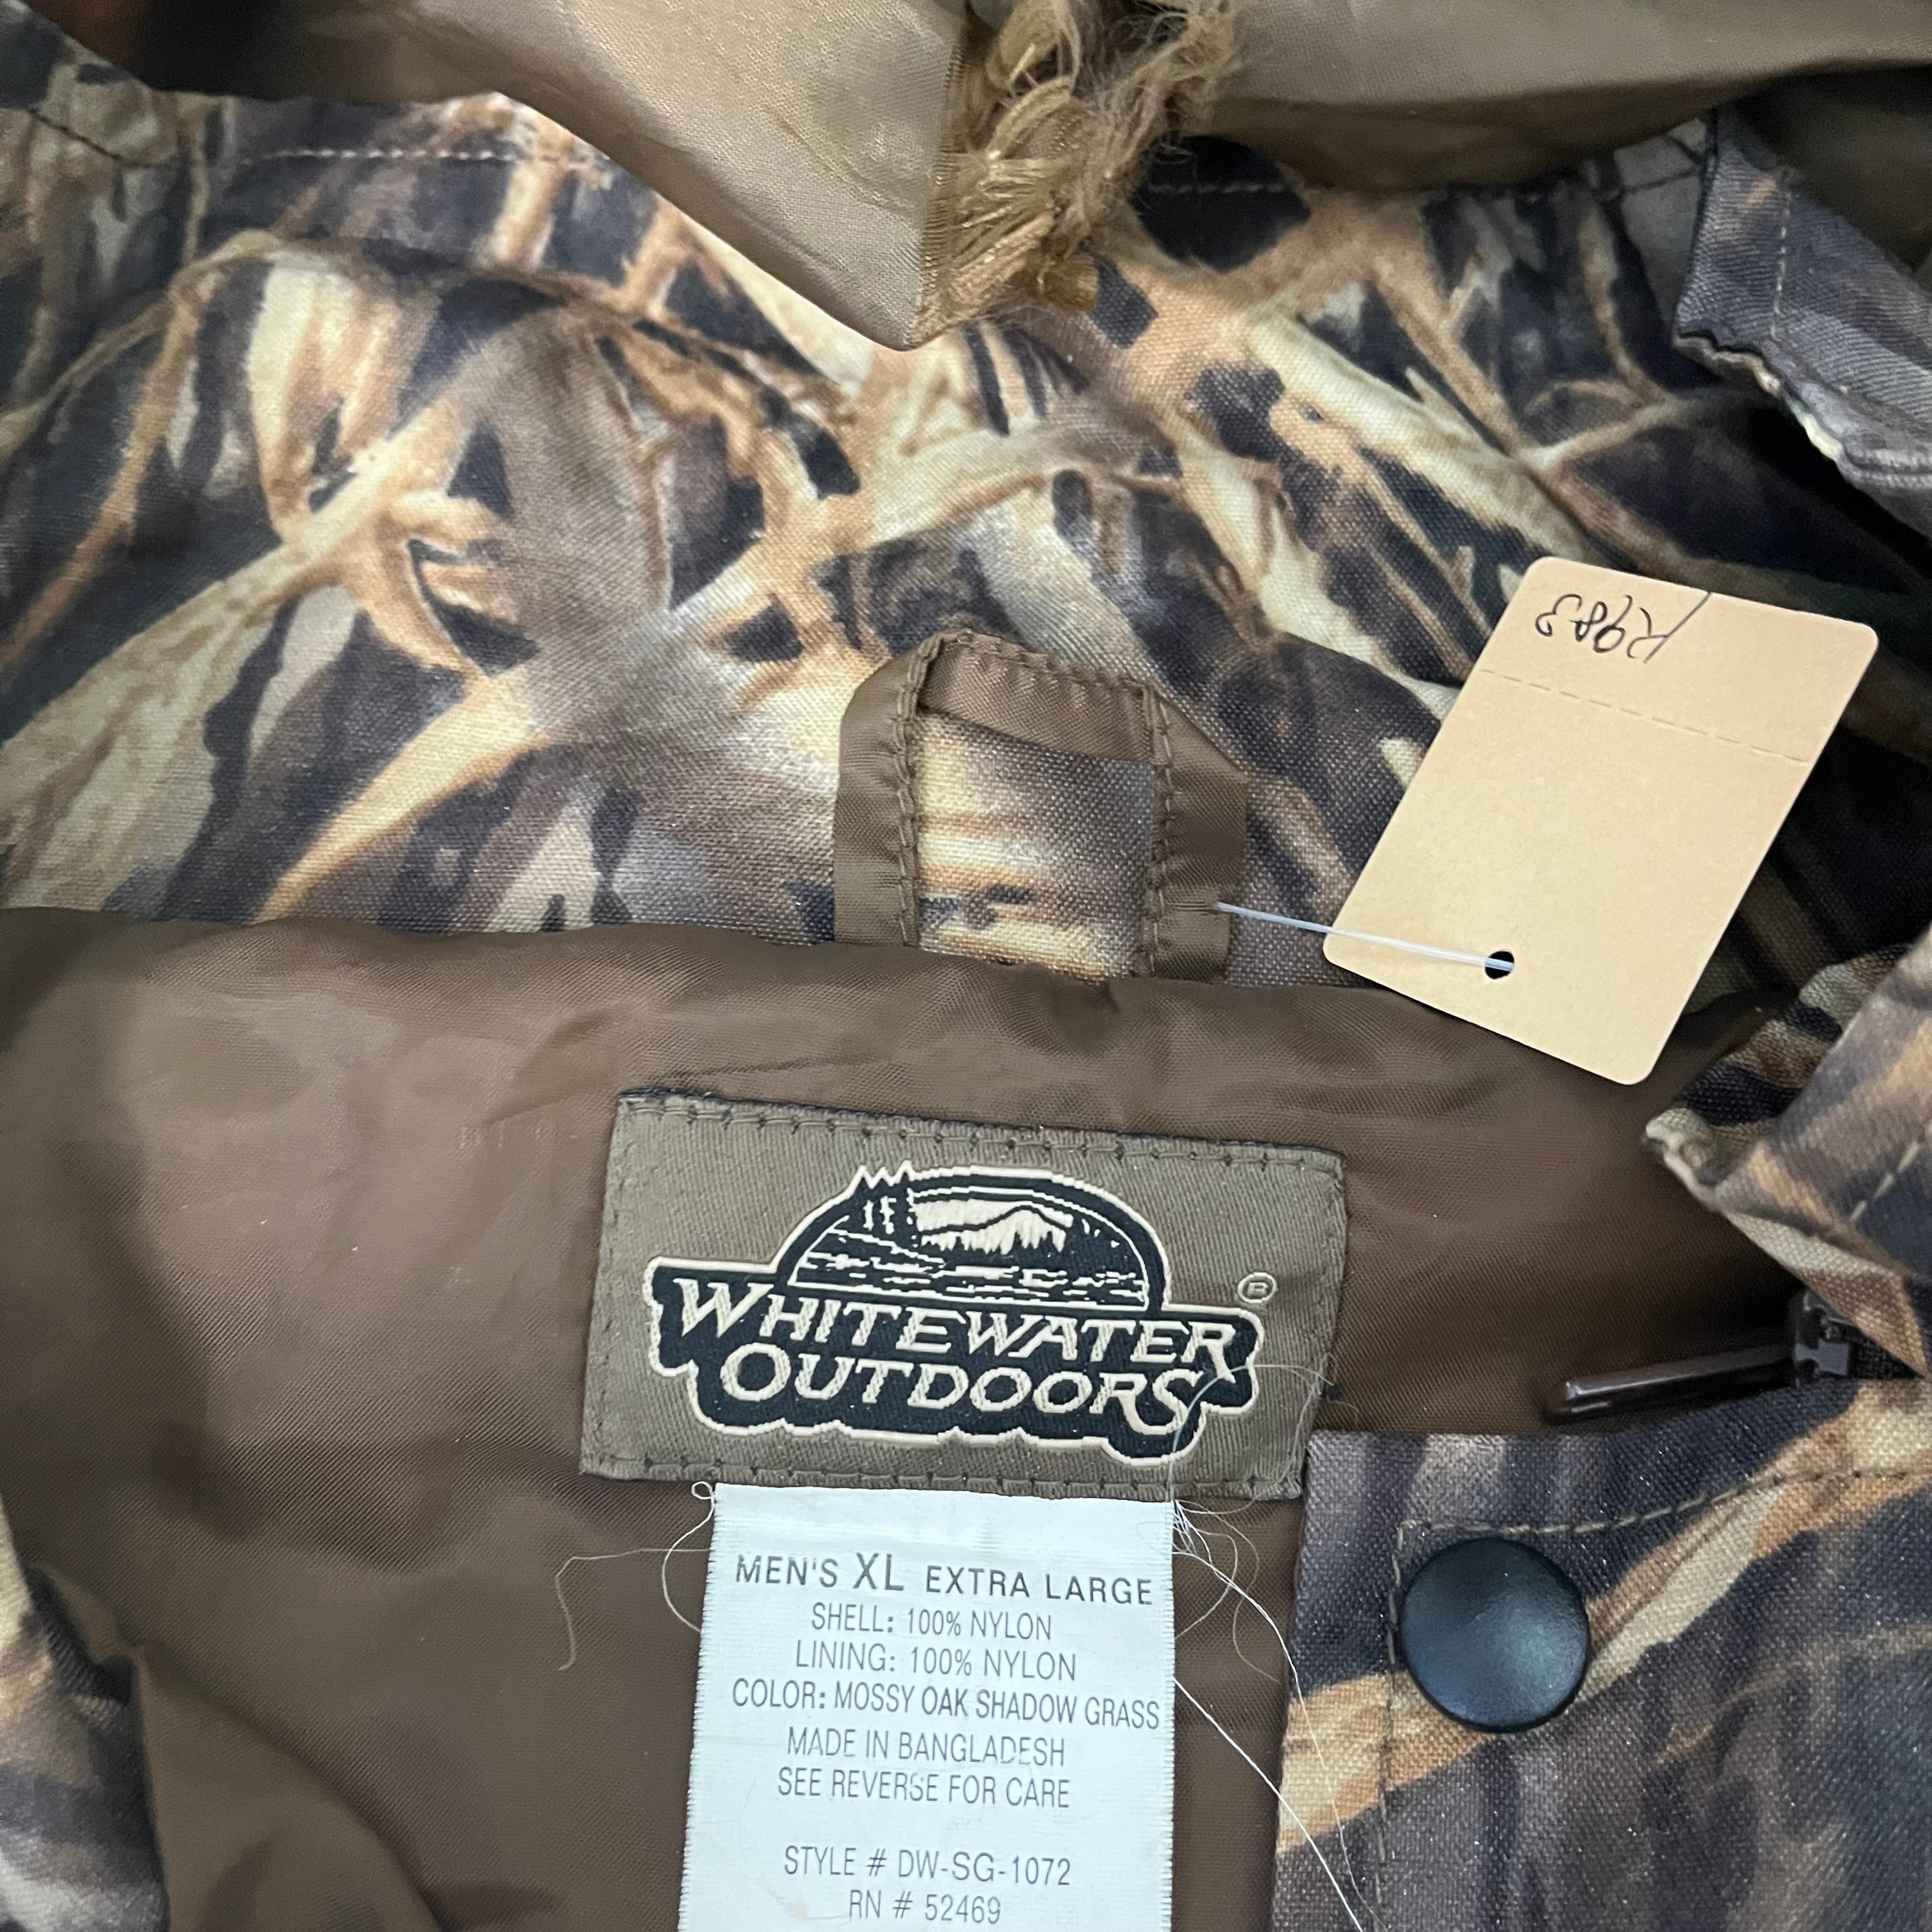 R983
®
WHITEWATER
OUTDOORS
MEN'S XL EXTRA LARGE
SHELL: 100% NYLON
LINING: 100% NYLON
COLOR: MOSSY OAK SHADOW GRASS
MADE IN BANGLADESH
SEE REVERSE FOR CARE
STYLE # DW-SG-1072
RN # 52469